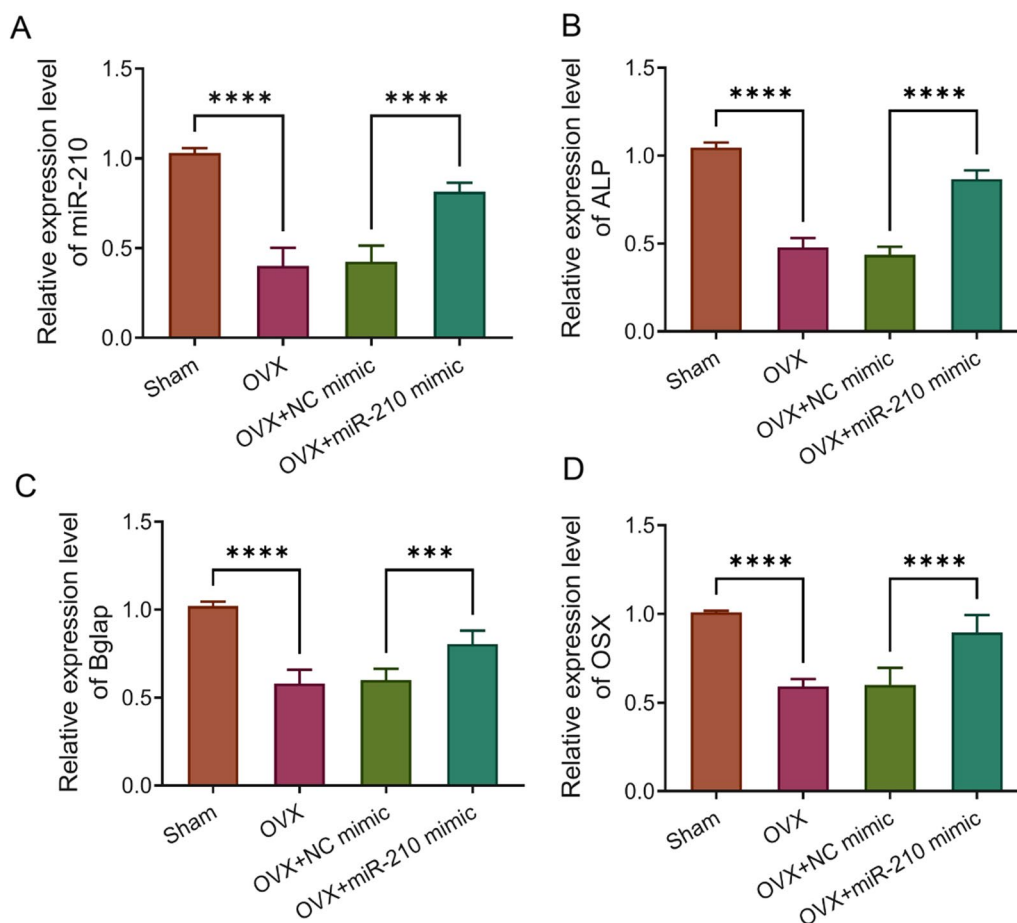 A
Relative expression level
of miR-210
1.5
1.0
0.5
0.0
****
****
Sham
OVX
OVX+NC mimic
OVX+miR-210 mimic
B
Relative expression level
of ALP
1.5
1.0
0.5
0.0
****
****
Sham
OVX
OVX+NC mimic
OVX+miR-210 mimic
C
Relative expression level
of Bglap
1.5
1.0
0.5
0.0
****
***
Sham
OVX
OVX+NC mimic
OVX+miR-210 mimic
D
Relative expression level
of OSX
1.5
1.0
0.5
0.0
****
****
Sham
OVX
OVX+NC mimic
OVX+miR-210 mimic